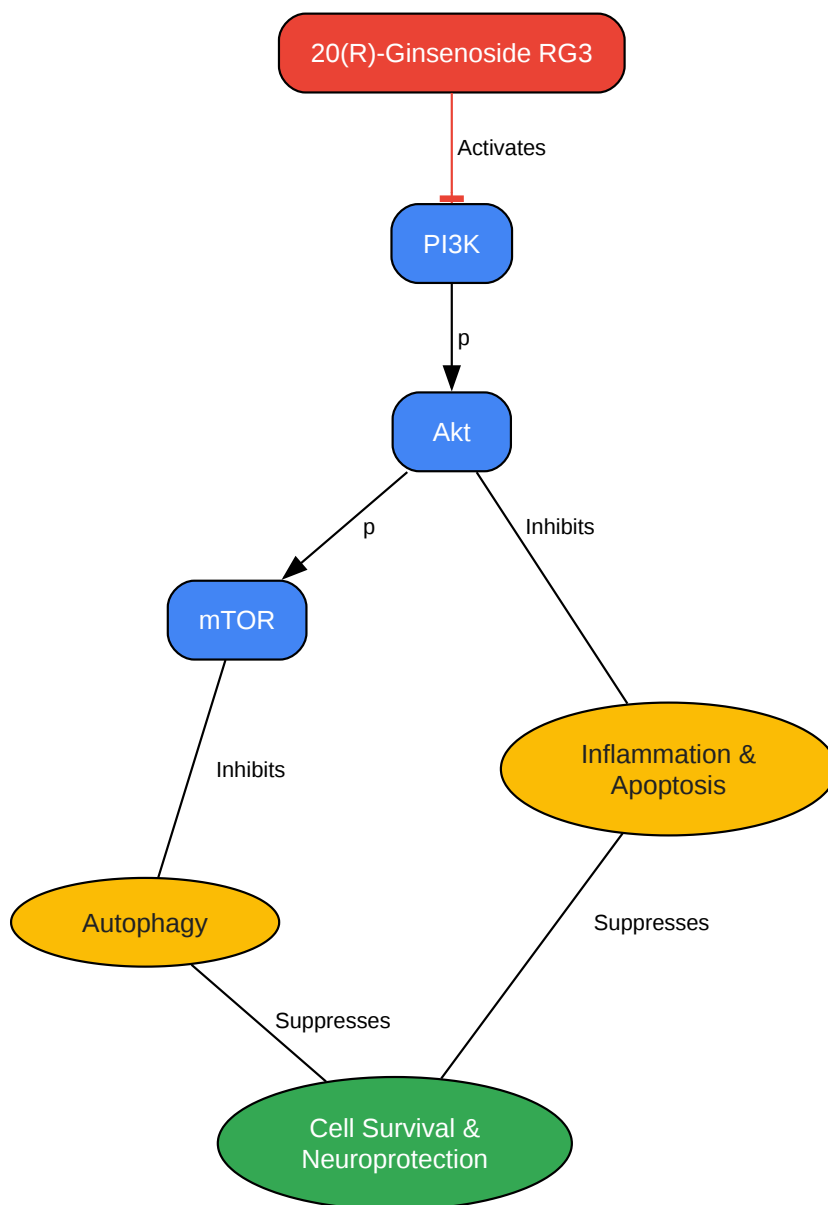 20(R)-Ginsenoside RG3
Activates
PI3K
p
Akt
p
Inhibits
mTOR
Inflammation &
Apoptosis
Inhibits
Autophagy
Suppresses
Suppresses
Cell Survival &
Neuroprotection